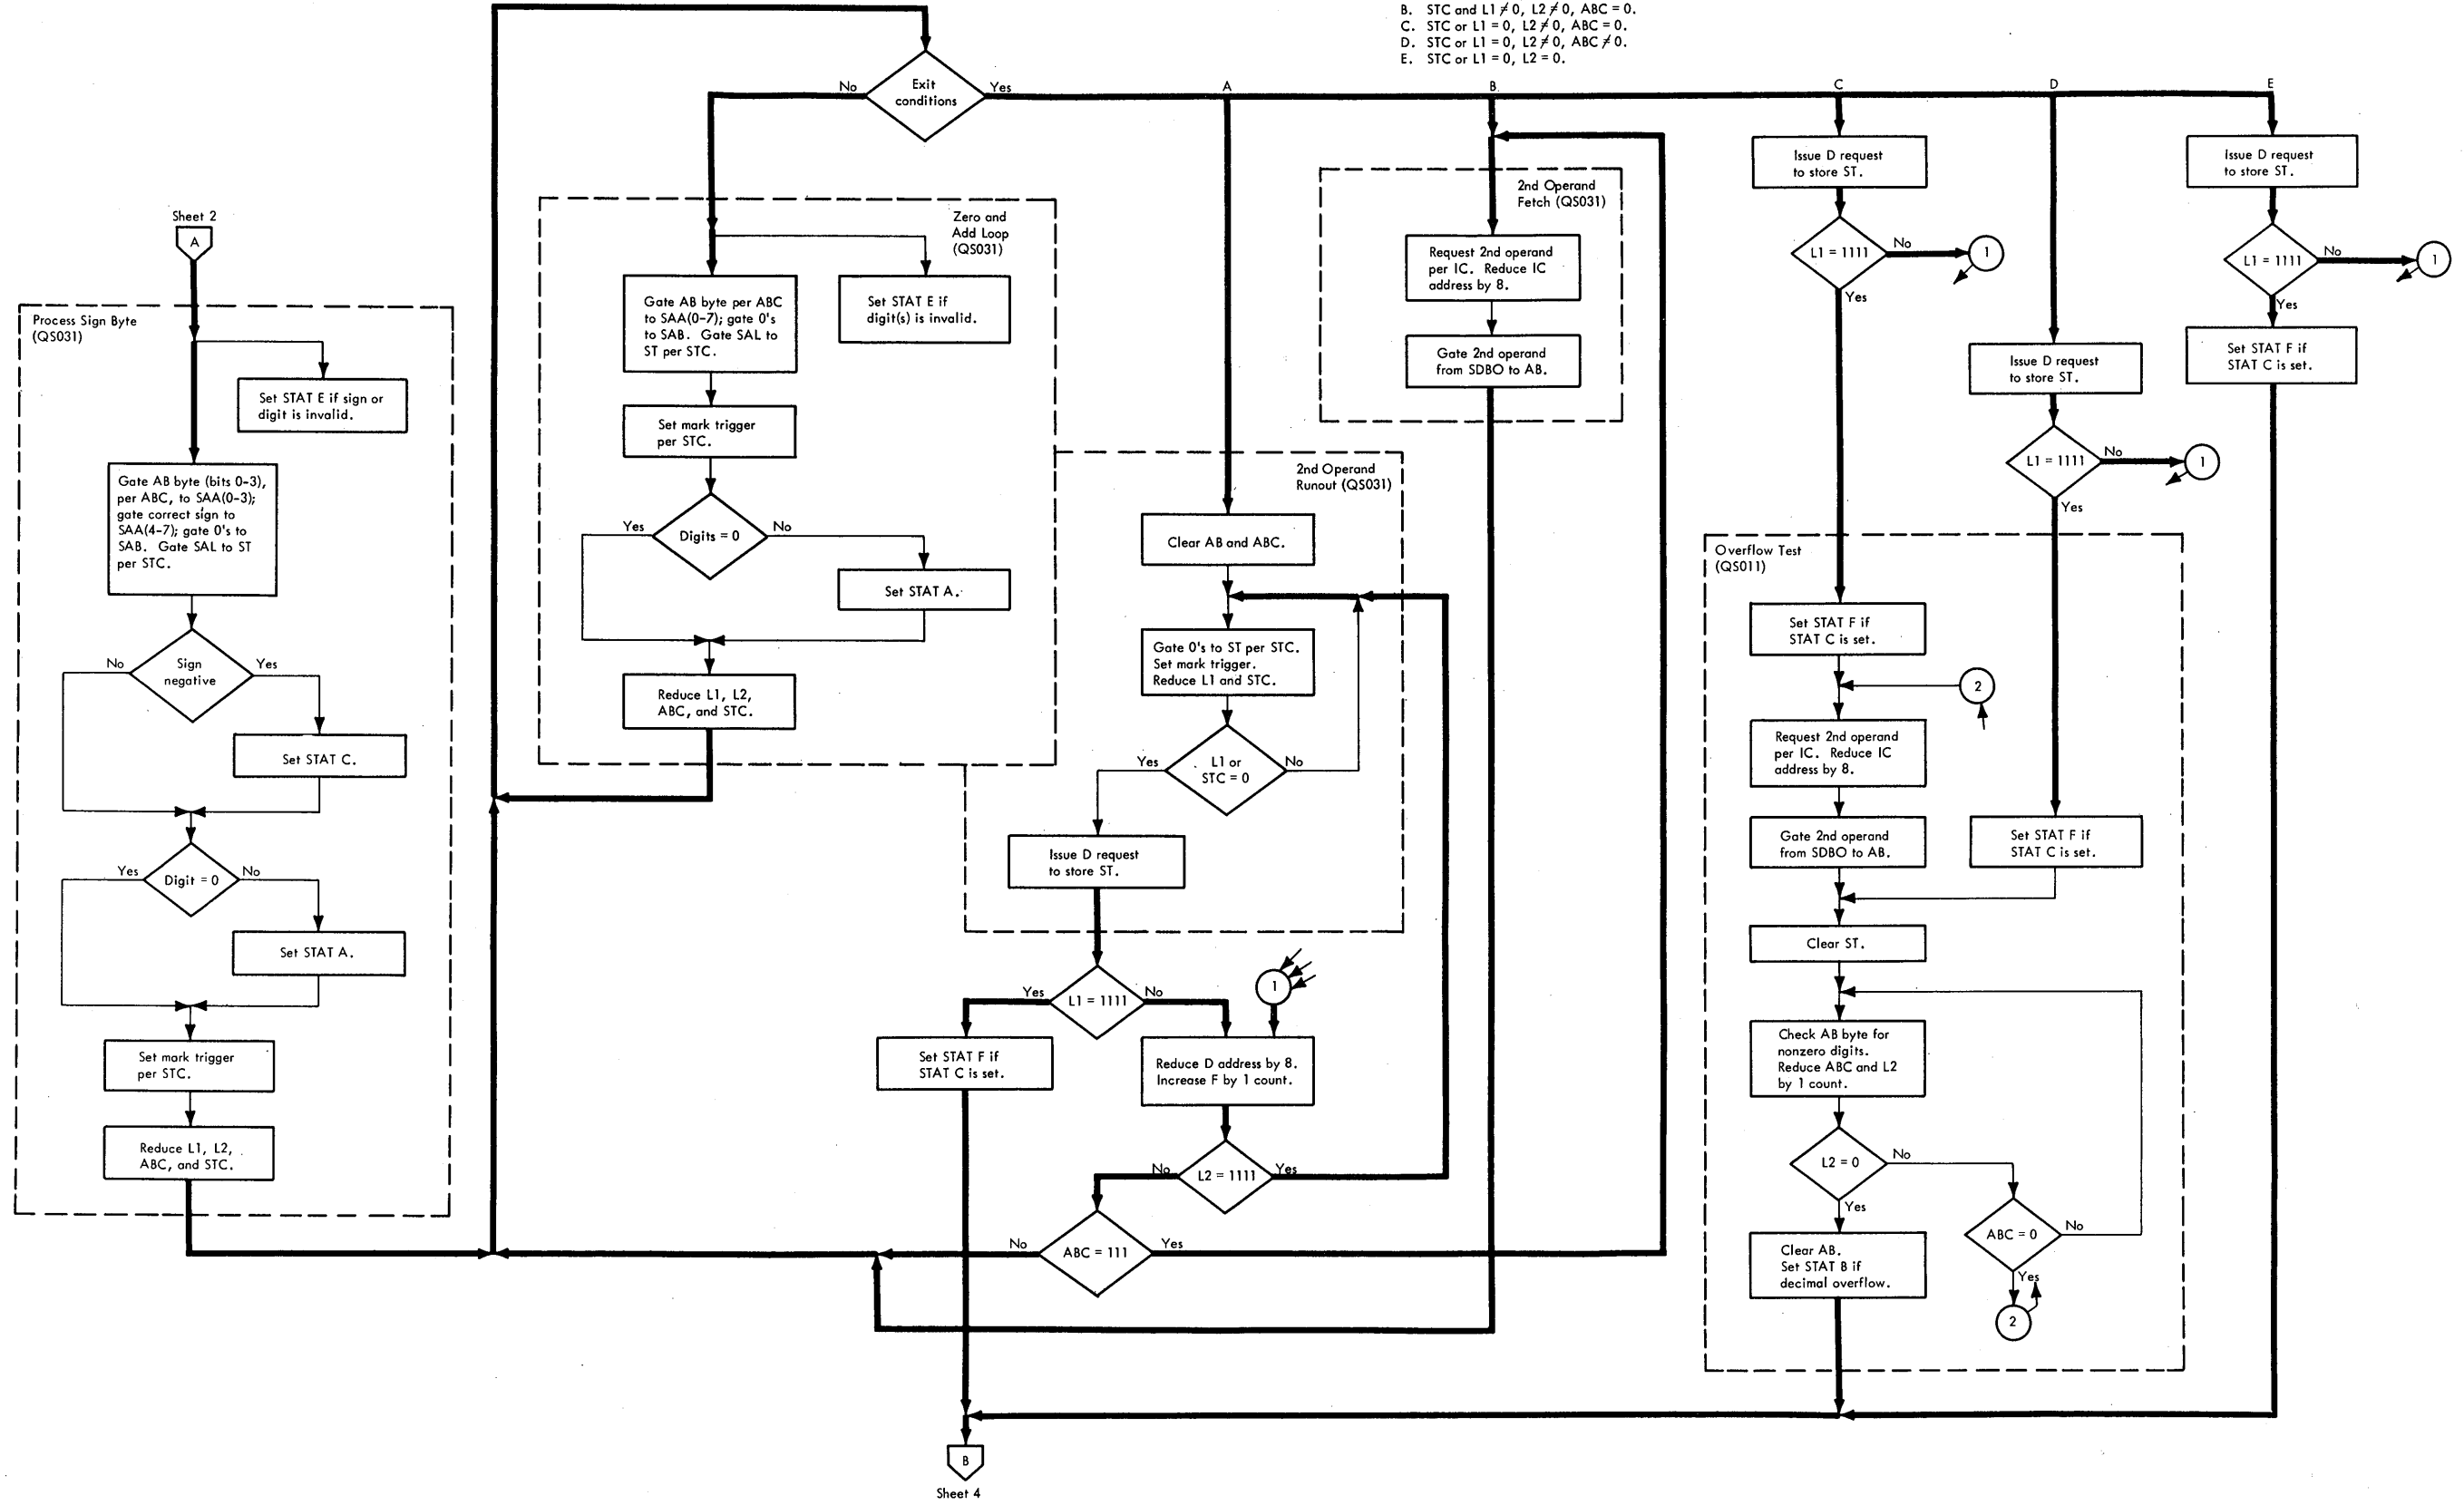 B. STC and L1 ≠ 0, L2 ≠ 0, ABC = 0.
C. STC or L1 = 0, L2 ≠ 0, ABC = 0.
D. STC or L1 = 0, L2 ≠ 0, ABC ≠ 0.
E. STC or L1 = 0, L2 = 0.
Exit
conditions
No
Yes
A
B
C
D
E
Sheet 2
A
Process Sign Byte
(QS031)
Set STAT E if sign or
digit is invalid.
Gate AB byte (bits 0-3),
per ABC, to SAA(0-3);
gate correct sign to
SAA(4-7); gate 0's to
SAB. Gate SAL to ST
per STC.
Sign
negative
No
Yes
Set STAT C.
Digit = 0
Yes
No
Set STAT A.
Set mark trigger
per STC.
Reduce L1, L2,
ABC, and STC.
Zero and
Add Loop
(QS031)
Gate AB byte per ABC
to SAA(0-7); gate 0's
to SAB. Gate SAL to
ST per STC.
Set STAT E if
digit(s) is invalid.
Set mark trigger
per STC.
Digits = 0
Yes
No
Set STAT A.
Reduce L1, L2,
ABC, and STC.
2nd Operand
Runout (QS031)
Clear AB and ABC.
Gate 0's to ST per STC.
Set mark trigger.
Reduce L1 and STC.
L1 or
STC = 0
Yes
No
Issue D request
to store ST.
L1 = 1111
Yes
No
1
Set STAT F if
STAT C is set.
Reduce D address by 8.
Increase F by 1 count.
L2 = 1111
No
Yes
ABC = 111
No
Yes
2nd Operand
Fetch (QS031)
Request 2nd operand
per IC. Reduce IC
address by 8.
Gate 2nd operand
from SDBO to AB.
Issue D request
to store ST.
L1 = 1111
No
1
Yes
Issue D request
to store ST.
L1 = 1111
No
1
Yes
Issue D request
to store ST.
L1 = 1111
No
1
Yes
Set STAT F if
STAT C is set.
Overflow Test
(QS011)
Set STAT F if
STAT C is set.
2
Request 2nd operand
per IC. Reduce IC
address by 8.
Gate 2nd operand
from SDBO to AB.
Set STAT F if
STAT C is set.
Clear ST.
Check AB byte for
nonzero digits.
Reduce ABC and L2
by 1 count.
L2 = 0
No
Yes
ABC = 0
No
Yes
2
Clear AB.
Set STAT B if
decimal overflow.
B
Sheet 4